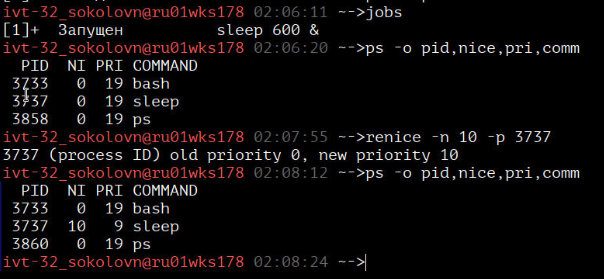 ivt-32_sokolovn@ru01wks178 02:06:11 ~-->jobs
[1]+  Запущен          sleep 600 &
ivt-32_sokolovn@ru01wks178 02:06:20 ~-->ps -o pid,nice,pri,comm
  PID  NI PRI COMMAND
 3733   0  19 bash
 3737   0  19 sleep
 3858   0  19 ps
ivt-32_sokolovn@ru01wks178 02:07:55 ~-->renice -n 10 -p 3737
3737 (process ID) old priority 0, new priority 10
ivt-32_sokolovn@ru01wks178 02:08:12 ~-->ps -o pid,nice,pri,comm
  PID  NI PRI COMMAND
 3733   0  19 bash
 3737  10   9 sleep
 3860   0  19 ps
ivt-32_sokolovn@ru01wks178 02:08:24 ~-->